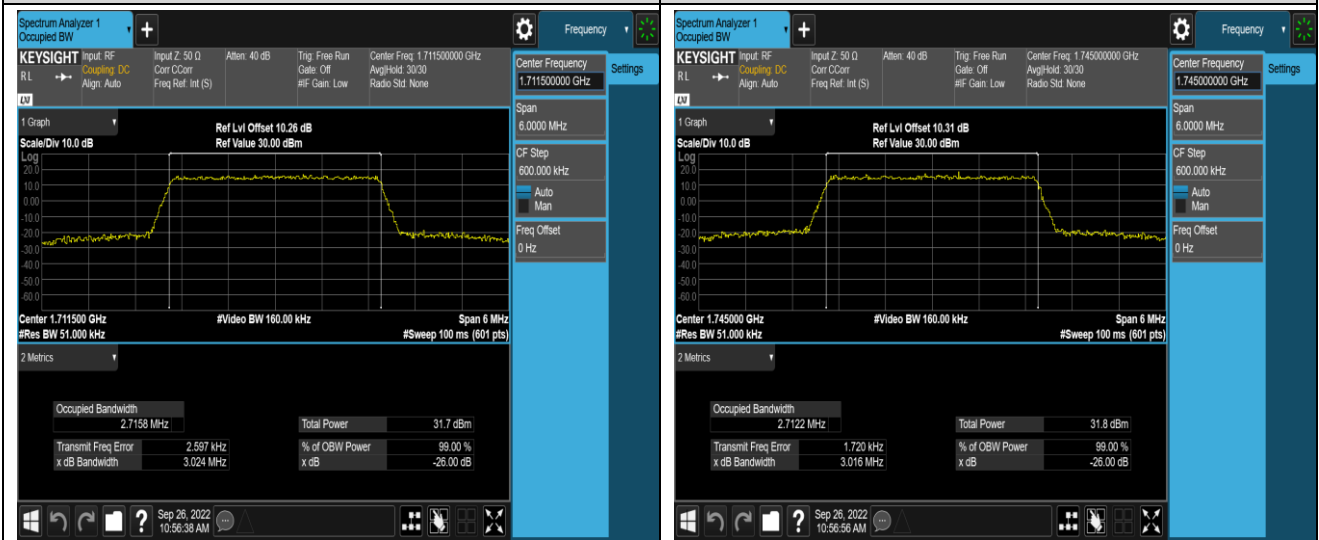 Spectrum Analyzer 1
Occupied BW
+
Frequency
KEYSIGHT Input: RF
R L
Coupling: DC
Align: Auto
Input Z: 50 Ω
Corr CCorr
Freq Ref: Int (S)
Atten: 40 dB
Trig: Free Run
Gate: Off
#IF Gain: Low
Center Freq: 1.711500000 GHz
Avg|Hold: 30/30
Radio Std: None
LXI
Center Frequency
1.711500000 GHz
Settings
Span
6.0000 MHz
CF Step
600.000 kHz
Auto
Man
Freq Offset
0 Hz
1 Graph
Scale/Div 10.0 dB
Ref Lvl Offset 10.26 dB
Ref Value 30.00 dBm
Log
20.0
10.0
0.00
-10.0
-20.0
-30.0
-40.0
-50.0
-60.0
Center 1.711500 GHz
#Video BW 160.00 kHz
Span 6 MHz
#Res BW 51.000 kHz
#Sweep 100 ms (601 pts)
2 Metrics
Occupied Bandwidth
2.7158 MHz
Total Power 31.7 dBm
Transmit Freq Error 2.597 kHz
% of OBW Power 99.00 %
x dB Bandwidth 3.024 MHz
x dB -26.00 dB
?
Sep 26, 2022
10:56:38 AM
Spectrum Analyzer 1
Occupied BW
+
Frequency
KEYSIGHT Input: RF
R L
Coupling: DC
Align: Auto
Input Z: 50 Ω
Corr CCorr
Freq Ref: Int (S)
Atten: 40 dB
Trig: Free Run
Gate: Off
#IF Gain: Low
Center Freq: 1.745000000 GHz
Avg|Hold: 30/30
Radio Std: None
LXI
Center Frequency
1.745000000 GHz
Settings
Span
6.0000 MHz
CF Step
600.000 kHz
Auto
Man
Freq Offset
0 Hz
1 Graph
Scale/Div 10.0 dB
Ref Lvl Offset 10.31 dB
Ref Value 30.00 dBm
Log
20.0
10.0
0.00
-10.0
-20.0
-30.0
-40.0
-50.0
-60.0
Center 1.745000 GHz
#Video BW 160.00 kHz
Span 6 MHz
#Res BW 51.000 kHz
#Sweep 100 ms (601 pts)
2 Metrics
Occupied Bandwidth
2.7122 MHz
Total Power 31.8 dBm
Transmit Freq Error 1.720 kHz
% of OBW Power 99.00 %
x dB Bandwidth 3.016 MHz
x dB -26.00 dB
?
Sep 26, 2022
10:56:56 AM